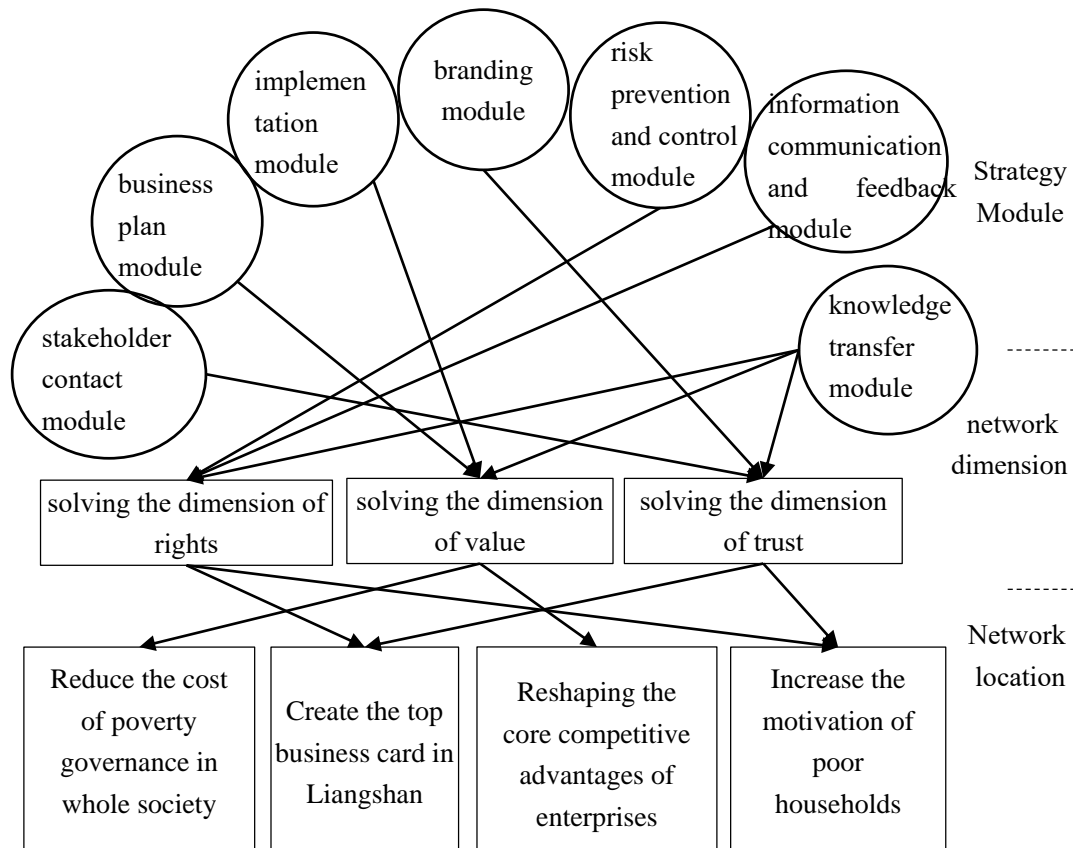 implemen
tation
module
branding
module
risk
prevention
and control
module
information
communication
and feedback
module
Strategy
Module
business
plan
module
stakeholder
contact
module
knowledge
transfer
module
network
dimension
solving the dimension of
rights
solving the dimension
of value
solving the dimension
of trust
Network
location
Reduce the cost
of poverty
governance in
whole society
Create the top
business card in
Liangshan
Reshaping the
core competitive
advantages of
enterprises
Increase the
motivation of
poor
households